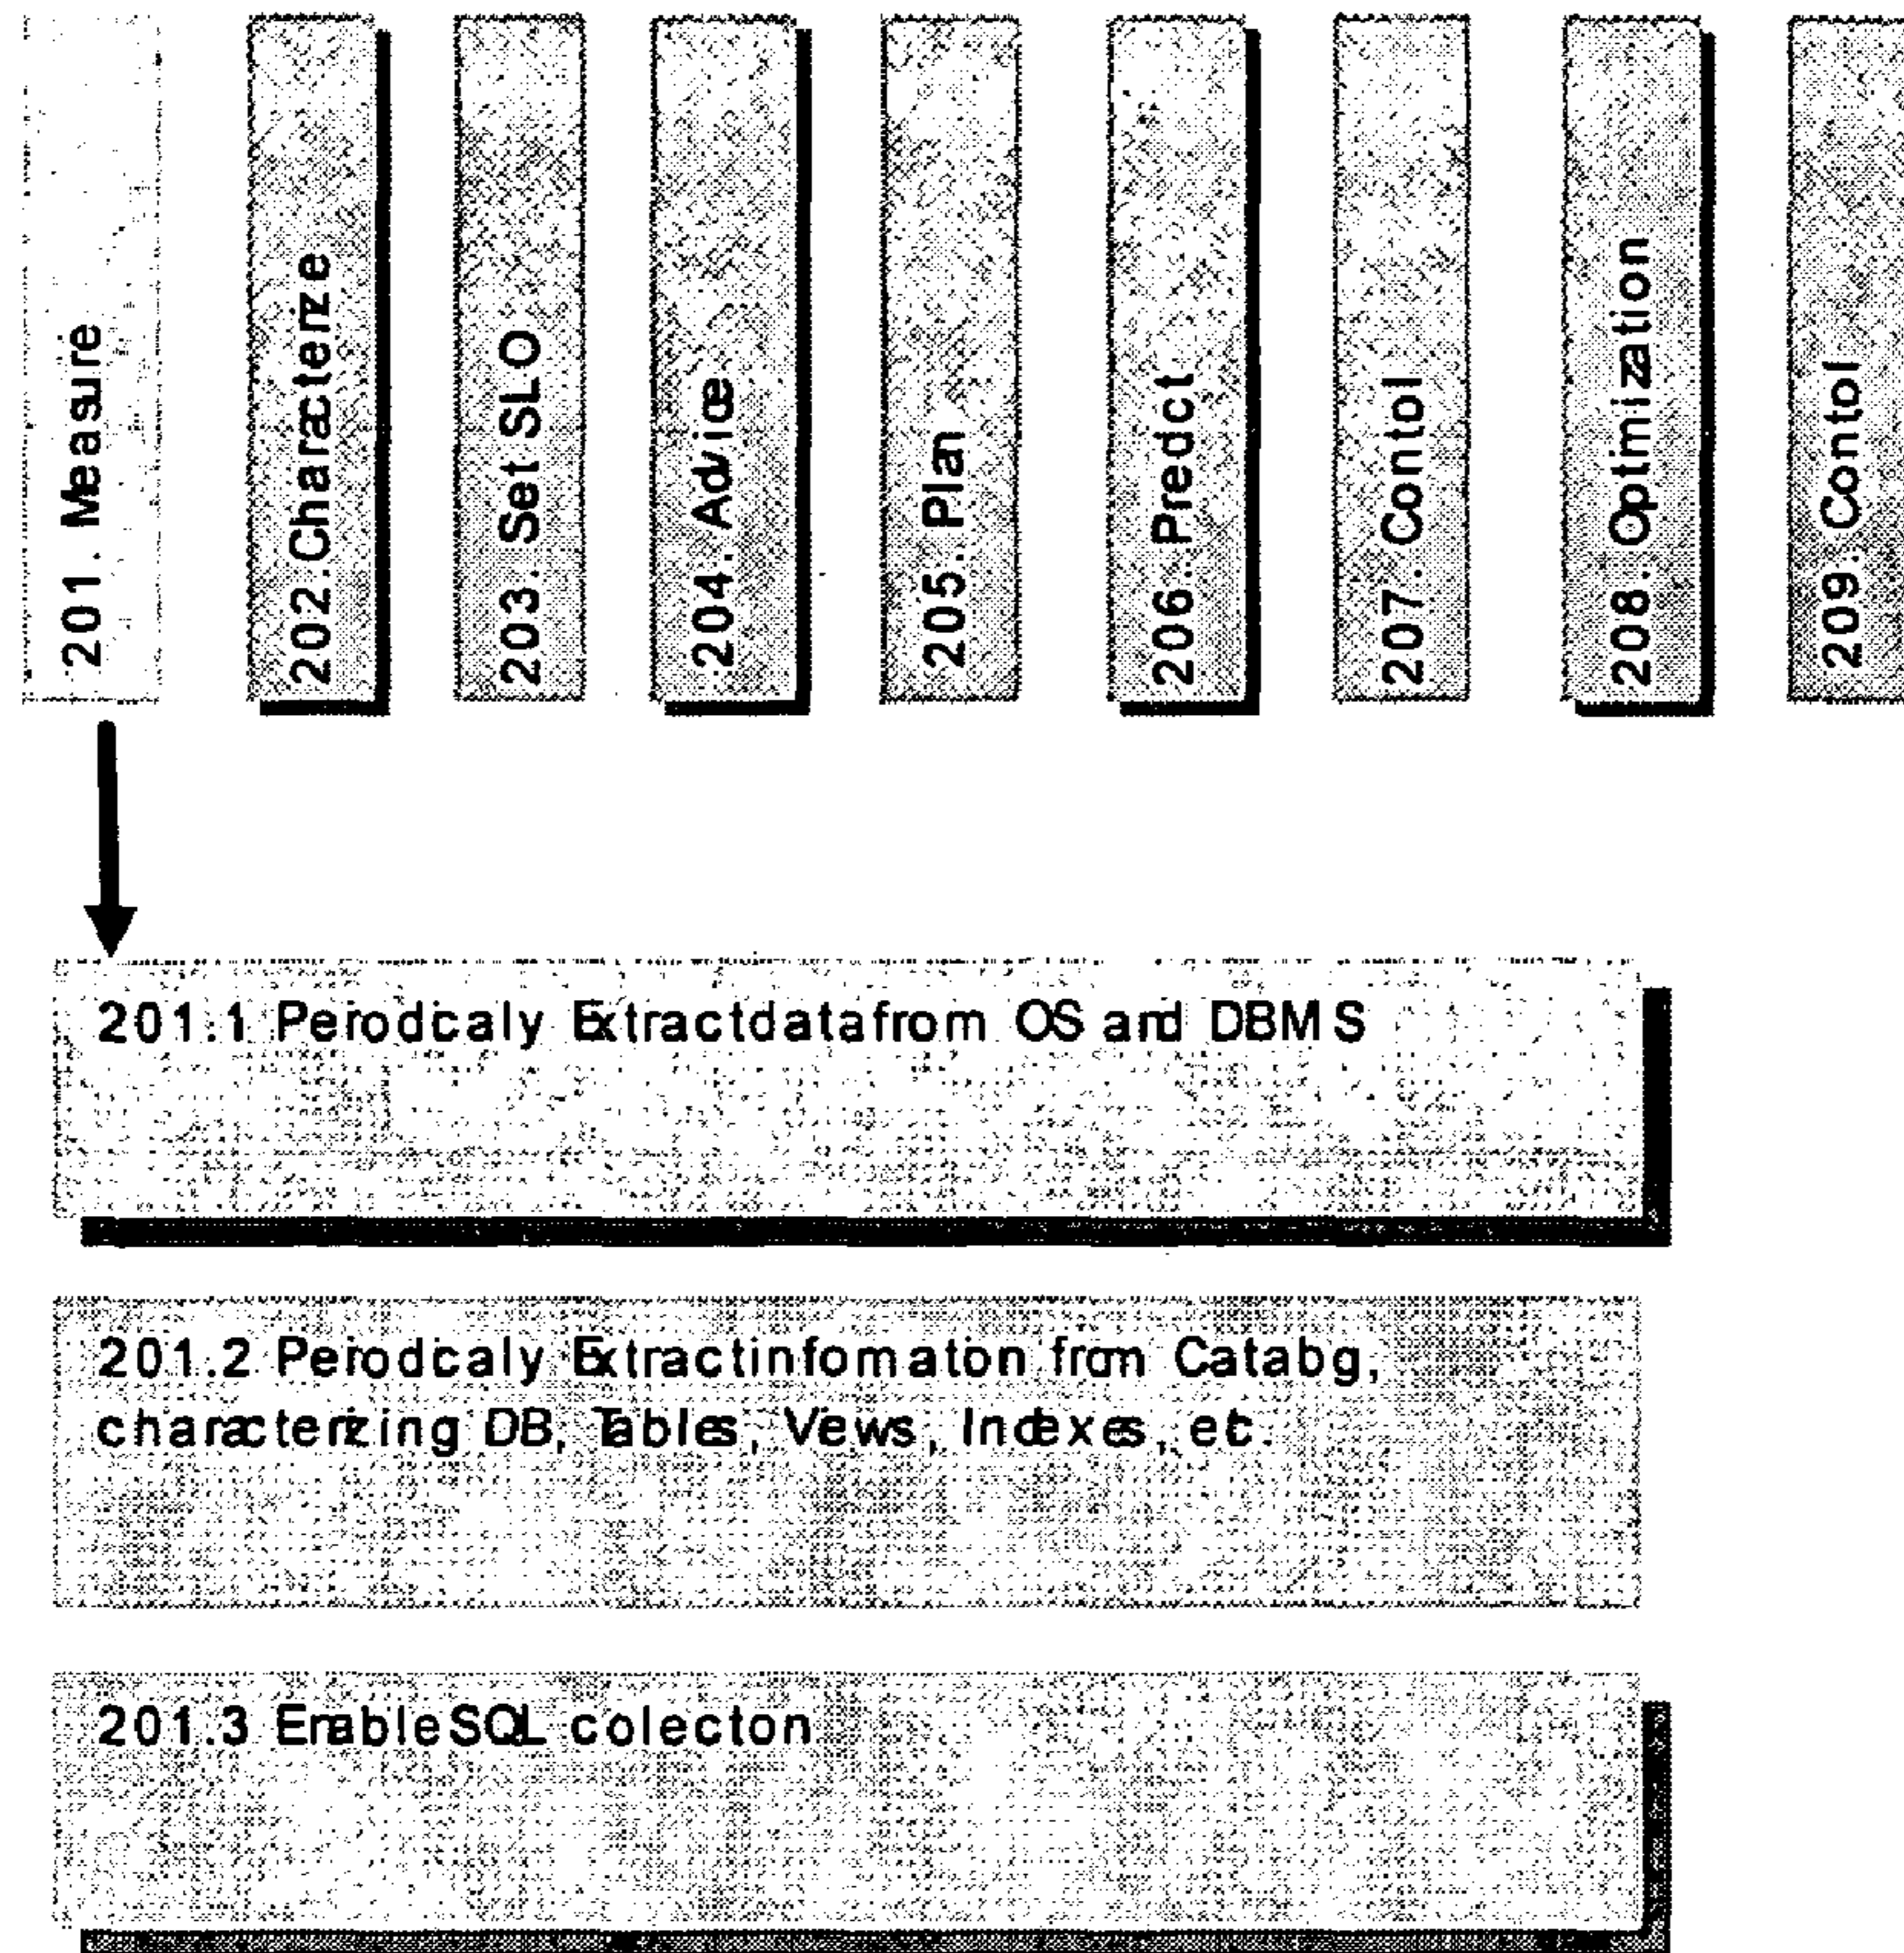 201. Measure
202. Characterize
203. Set SLO
204. Advice
205. Plan
206. Predct
207. Contol
208. Optimization
209. Contol
201.1 Perodcaly Extractdatafrom OS and DBMS
201.2 Perodcaly Extractinfomaton from Catabg,
characterizing DB, Tables, Vews, Indexes, etc.
201.3 EnableSQL colecton